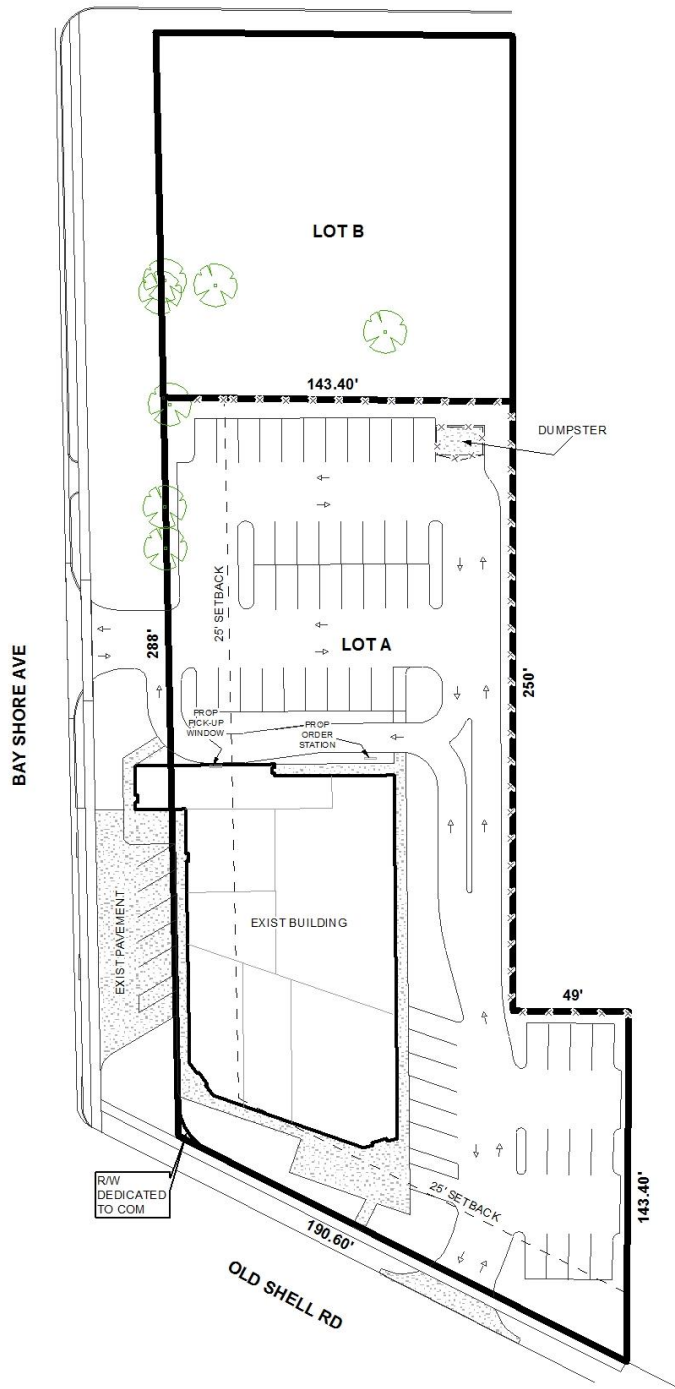 LOT B
143.40'
DUMPSTER
25' SETBACK
LOT A
288'
250'
BAY SHORE AVE
PROP
PICK-UP
WINDOW
PROP
ORDER
STATION
EXIST BUILDING
EXIST PAVEMENT
49'
143.40'
25' SETBACK
R/W
DEDICATED
TO COM
190.60'
OLD SHELL RD